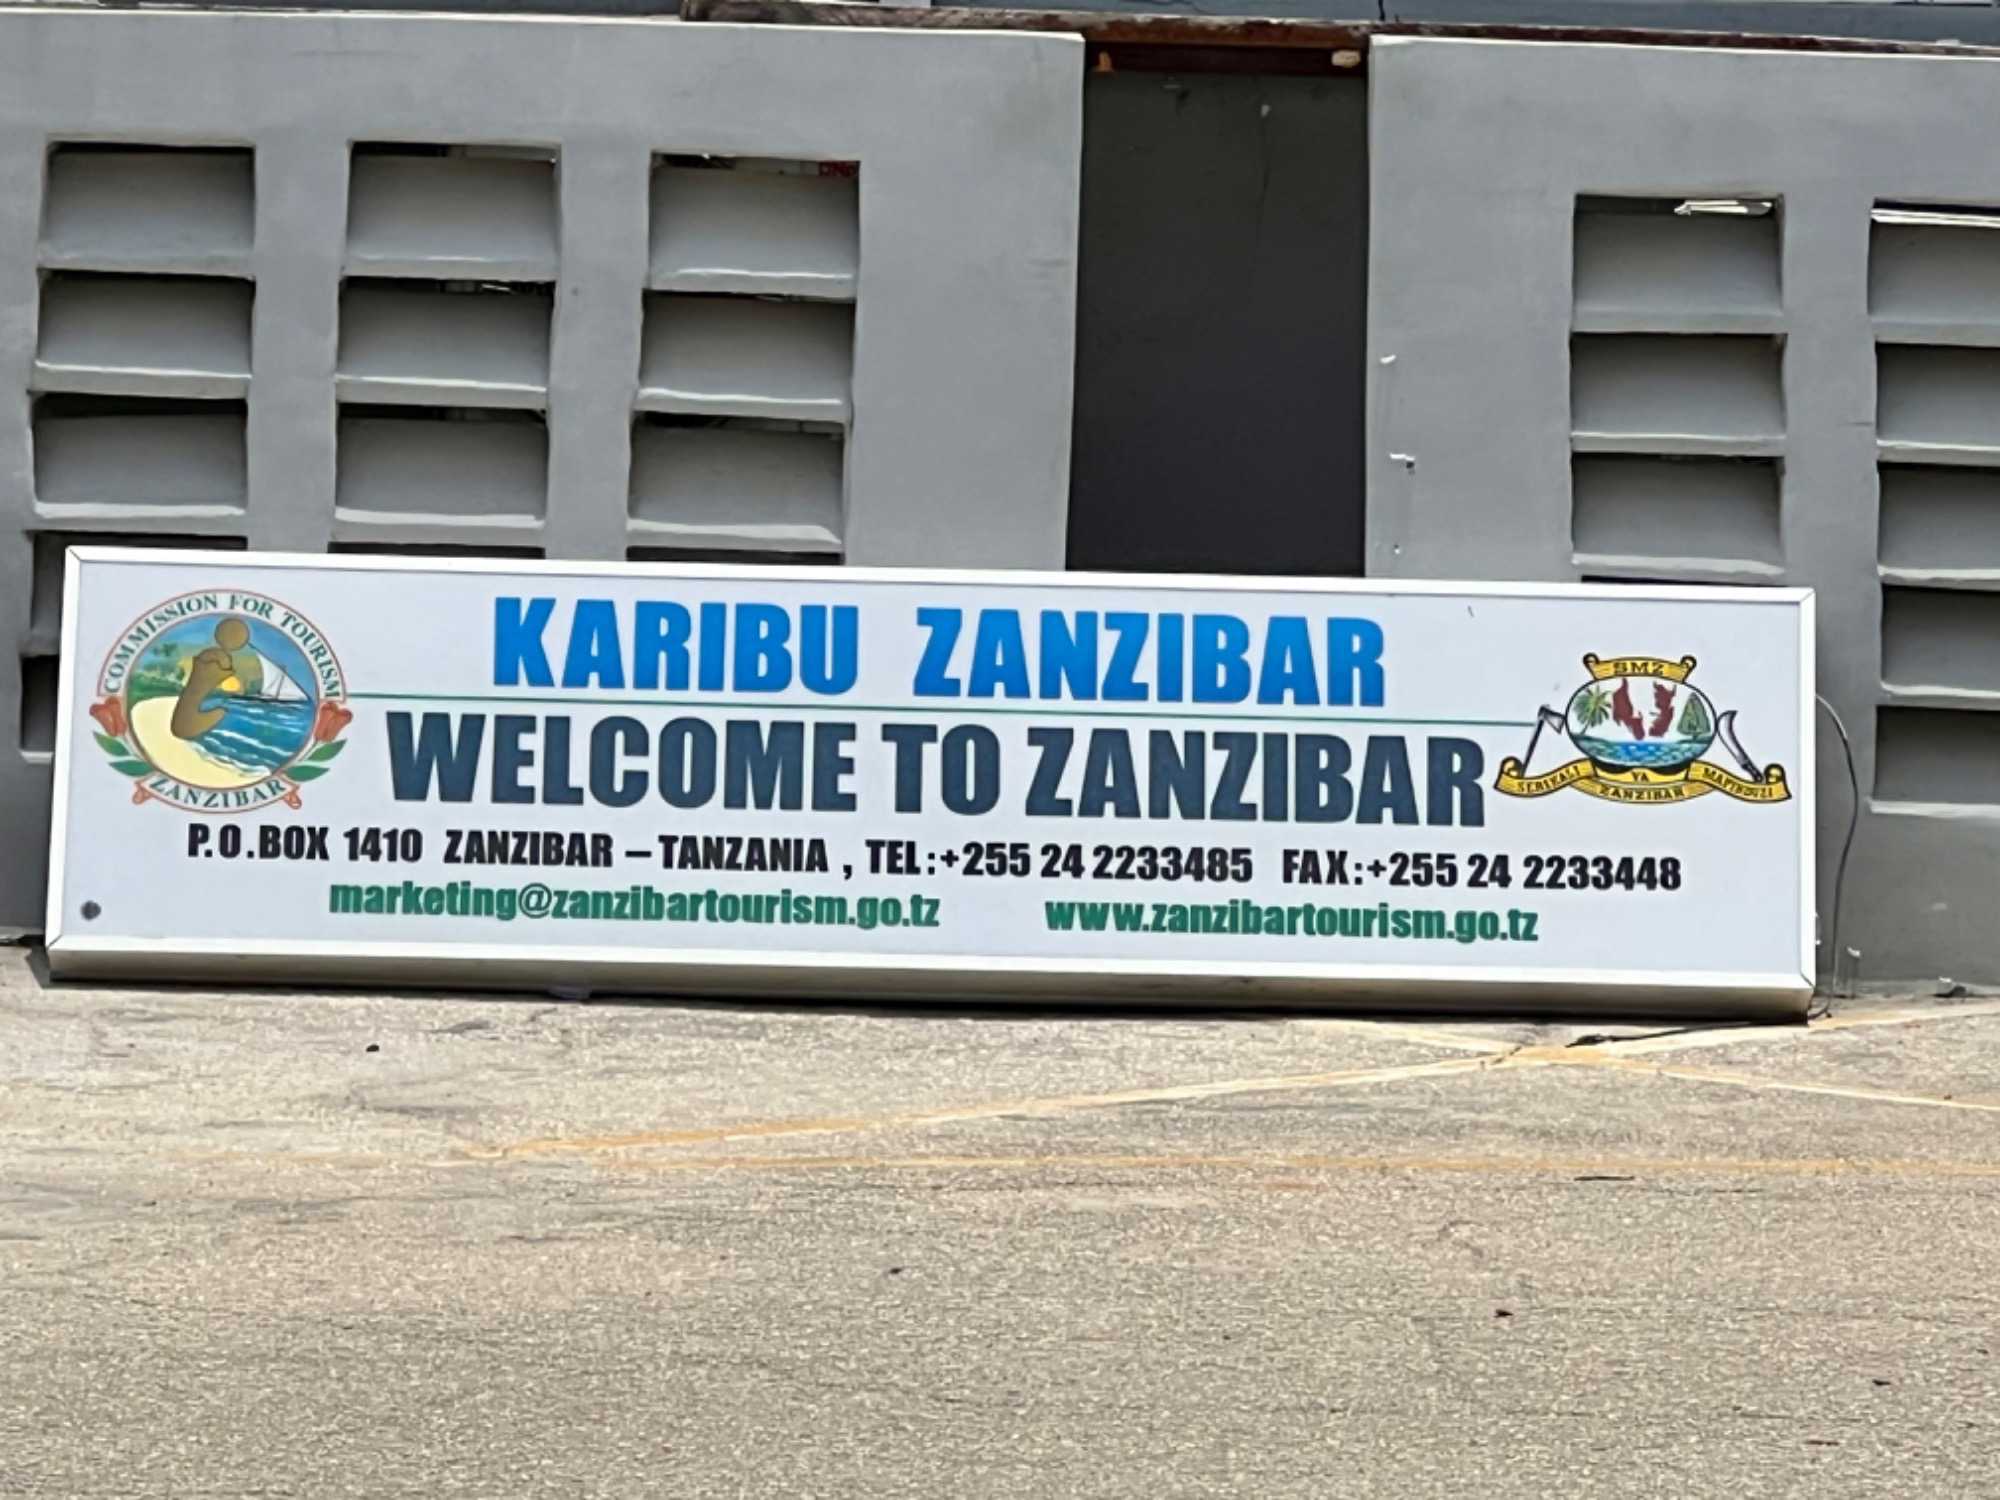 COMMISSION FOR TOURISM
ZANZIBAR
KARIBU ZANZIBAR
WELCOME TO ZANZIBAR
SMZ
SERIKALI YA MAPINDUZI
ZANZIBAR
P.O.BOX 1410 ZANZIBAR – TANZANIA , TEL:+255 24 2233485 FAX:+255 24 2233448
marketing@zanzibartourism.go.tz www.zanzibartourism.go.tz